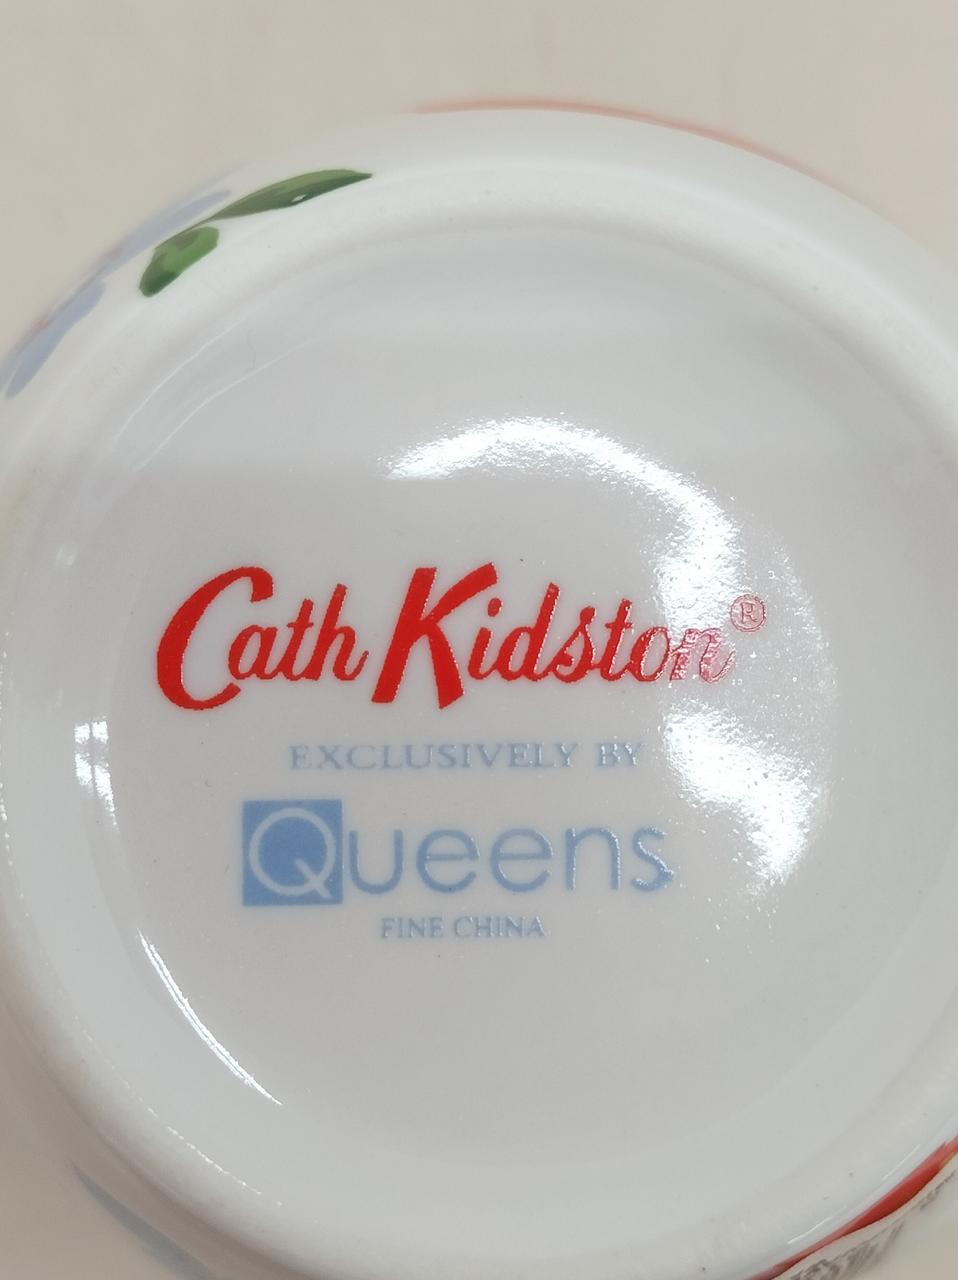 Cath Kidston®
EXCLUSIVELY BY
Queens
FINE CHINA